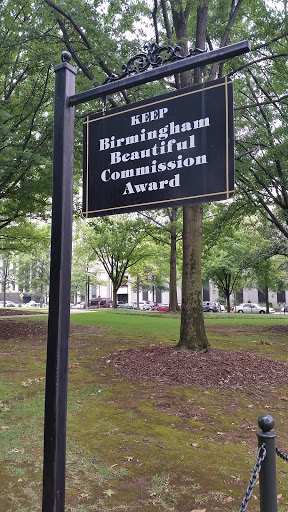 KEEP
Birmingham
Beautiful
Commission
Award